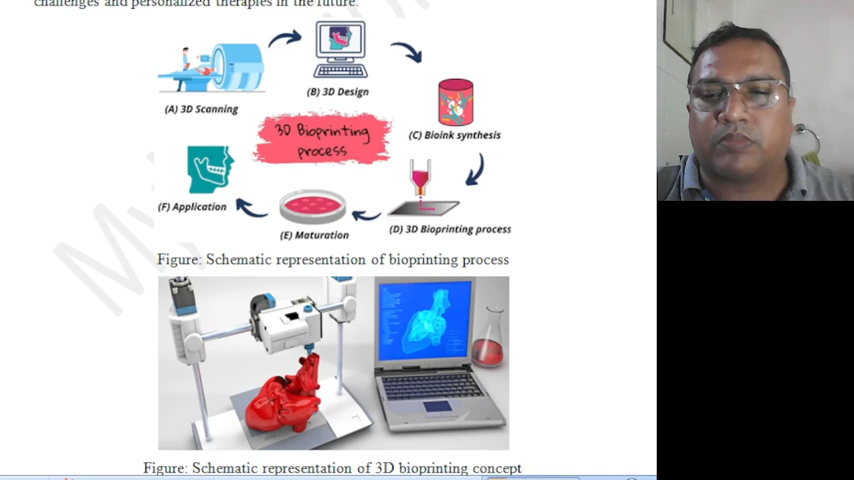 challenges and personalized therapies in the future.
(A) 3D Scanning
(B) 3D Design
(C) Bioink synthesis
3D Bioprinting
process
(D) 3D Bioprinting process
(E) Maturation
(F) Application
Figure: Schematic representation of bioprinting process
Figure: Schematic representation of 3D bioprinting concept